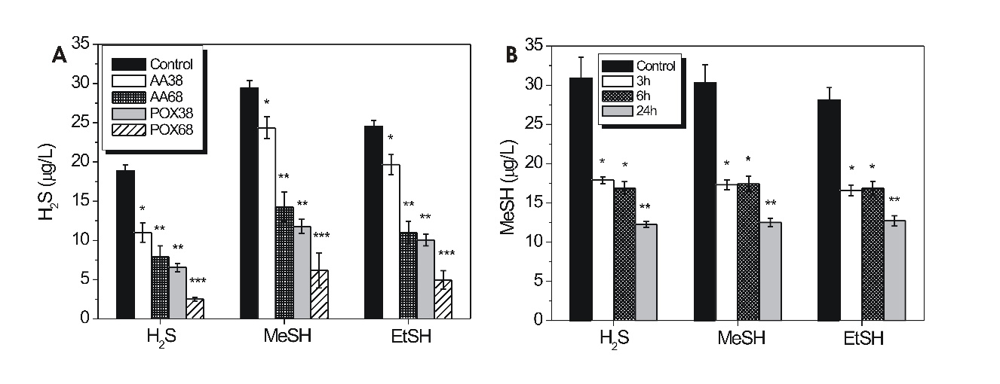 A
H₂S (µg/L)
35
30
25
20
15
10
5
0
Control
AA38
AA68
POX38
POX68
*
**
**
***
*
**
**
***
*
**
**
***
H₂S MeSH EtSH
B
MeSH (µg/L)
35
30
25
20
15
10
5
0
Control
3h
6h
24h
*
*
**
*
*
**
*
*
**
H₂S MeSH EtSH